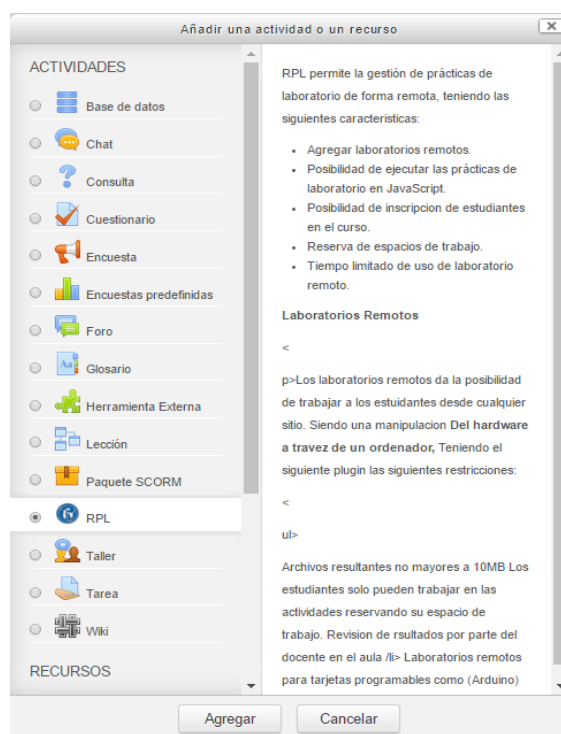 Añadir una actividad o un recurso
ACTIVIDADES
Base de datos
Chat
Consulta
Cuestionario
Encuesta
Encuestas predefinidas
Foro
Glosario
Herramienta Externa
Lección
Paquete SCORM
RPL
Taller
Tarea
Wiki
RECURSOS
RPL permite la gestión de prácticas de
laboratorio de forma remota, teniendo las
siguientes caracteristicas:
Agregar laboratorios remotos.
Posibilidad de ejecutar las prácticas de
laboratorio en JavaScript.
Posibilidad de inscripcion de estudiantes
en el curso.
Reserva de espacios de trabajo.
Tiempo limitado de uso de laboratorio
remoto.
Laboratorios Remotos
<
p>Los laboratorios remotos da la posibilidad
de trabajar a los estuidantes desde cualquier
sitio. Siendo una manipulacion Del hardware
a travez de un ordenador, Teniendo el
siguiente plugin las siguientes restricciones:
<
ul>
Archivos resultantes no mayores a 10MB Los
estudiantes solo pueden trabajar en las
actividades reservando su espacio de
trabajo. Revision de rsultados por parte del
docente en el aula /li> Laboratorios remotos
para tarjetas programables como (Arduino)
Agregar
Cancelar